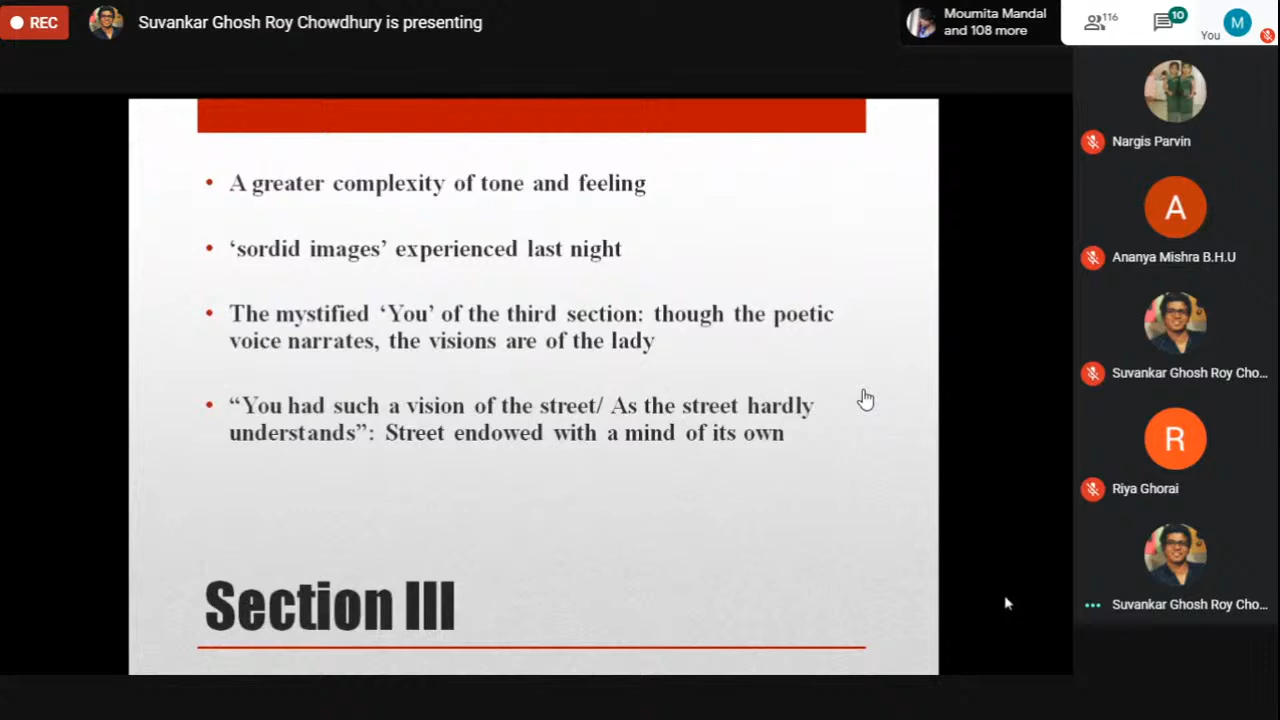 REC
Suvankar Ghosh Roy Chowdhury is presenting
Moumita Mandal
and 108 more
116
10
You
M
Nargis Parvin
A
Ananya Mishra B.H.U
Suvankar Ghosh Roy Cho...
R
Riya Ghorai
Suvankar Ghosh Roy Cho...
• A greater complexity of tone and feeling
• ‘sordid images’ experienced last night
• The mystified ‘You’ of the third section: though the poetic
voice narrates, the visions are of the lady
• “You had such a vision of the street/ As the street hardly
understands”: Street endowed with a mind of its own
Section III